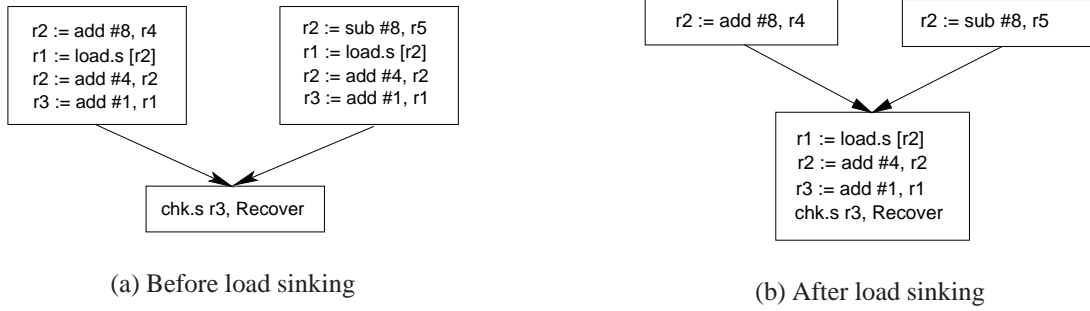 r2 := add #8, r4
r1 := load.s [r2]
r2 := add #4, r2
r3 := add #1, r1
r2 := sub #8, r5
r1 := load.s [r2]
r2 := add #4, r2
r3 := add #1, r1
chk.s r3, Recover
(a) Before load sinking
r2 := add #8, r4
r2 := sub #8, r5
r1 := load.s [r2]
r2 := add #4, r2
r3 := add #1, r1
chk.s r3, Recover
(b) After load sinking